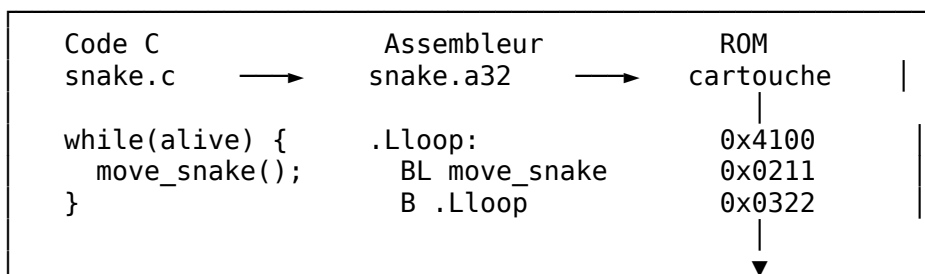 Code C Assembleur ROM
snake.c snake.a32 cartouche
while(alive) { .Lloop: 0x4100
move_snake(); BL move_snake 0x0211
} B .Lloop 0x0322